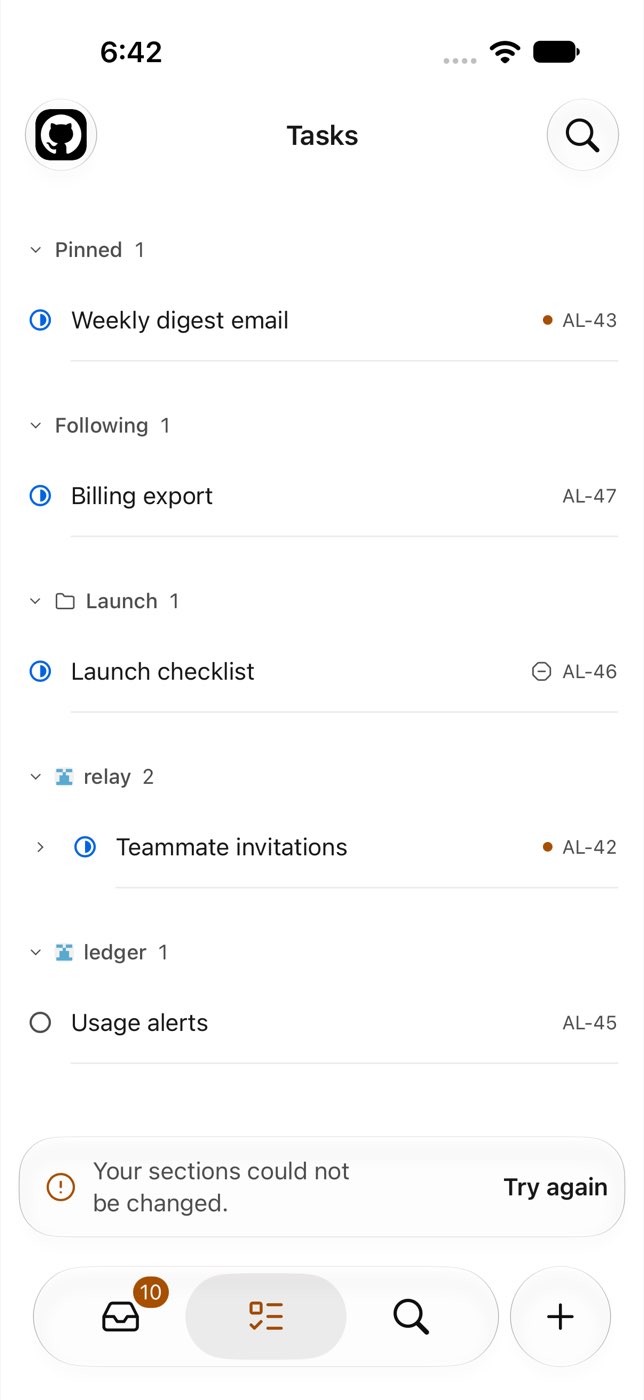 6:42
Tasks
Pinned 1
Weekly digest email AL-43
Following 1
Billing export AL-47
Launch 1
Launch checklist AL-46
relay 2
Teammate invitations AL-42
ledger 1
Usage alerts AL-45
Your sections could not
be changed.
Try again
10